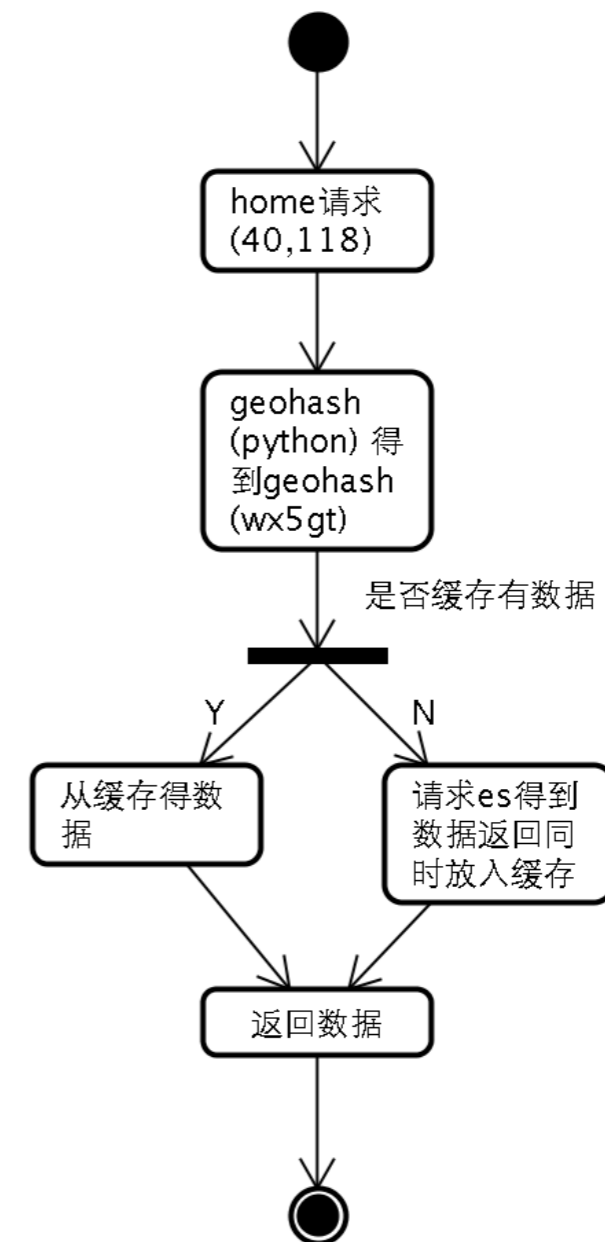 home请求
(40,118)
geohash
(python) 得
到geohash
(wx5gt)
是否缓存有数据
Y
N
从缓存得数
据
请求es得到
数据返回同
时放入缓存
返回数据